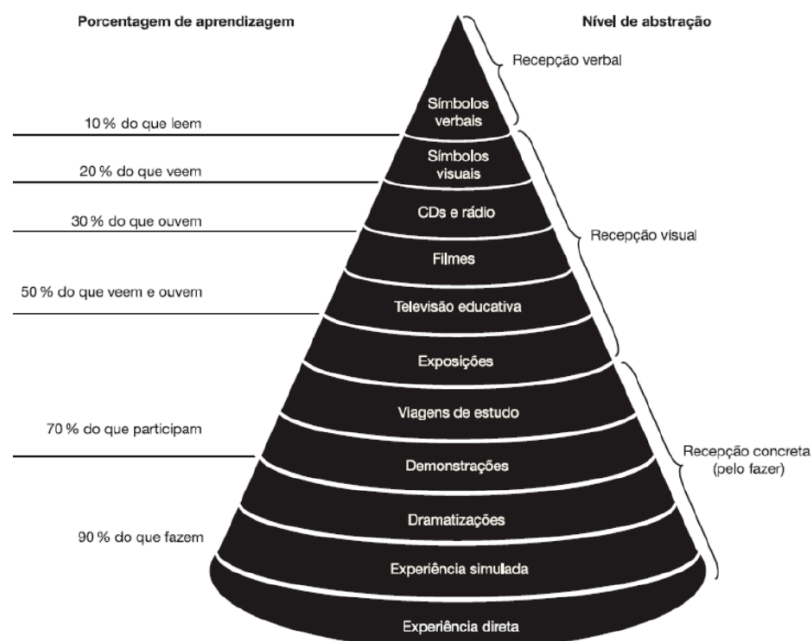 Porcentagem de aprendizagem
Nível de abstração
Recepção verbal
Símbolos
verbais
10 % do que leem
Símbolos
visuais
20 % do que veem
CDs e rádio
30 % do que ouvem
Recepção visual
Filmes
50 % do que veem e ouvem
Televisão educativa
Exposições
Viagens de estudo
70 % do que participam
Recepção concreta
(pelo fazer)
Demonstrações
Dramatizações
90 % do que fazem
Experiência simulada
Experiência direta